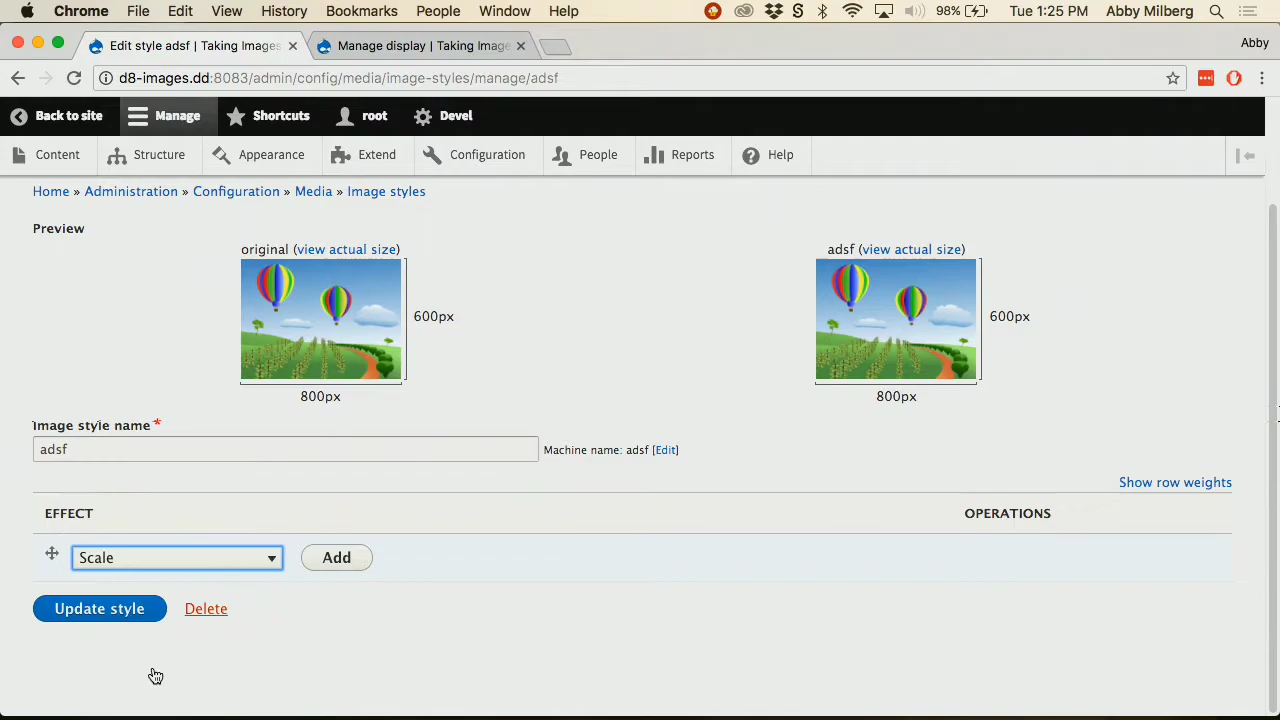 Chrome File Edit View History Bookmarks People Window Help 98% Tue 1:25 PM Abby Milberg
Edit style adsf | Taking Images Manage display | Taking Image Abby
d8-images.dd:8083/admin/config/media/image-styles/manage/adsf
Back to site Manage Shortcuts root Devel
Content Structure Appearance Extend Configuration People Reports Help
Home » Administration » Configuration » Media » Image styles
Preview
original (view actual size) adsf (view actual size)
600px 600px
800px 800px
Image style name *
adsf Machine name: adsf [Edit]
Show row weights
EFFECT OPERATIONS
Scale Add
Update style Delete